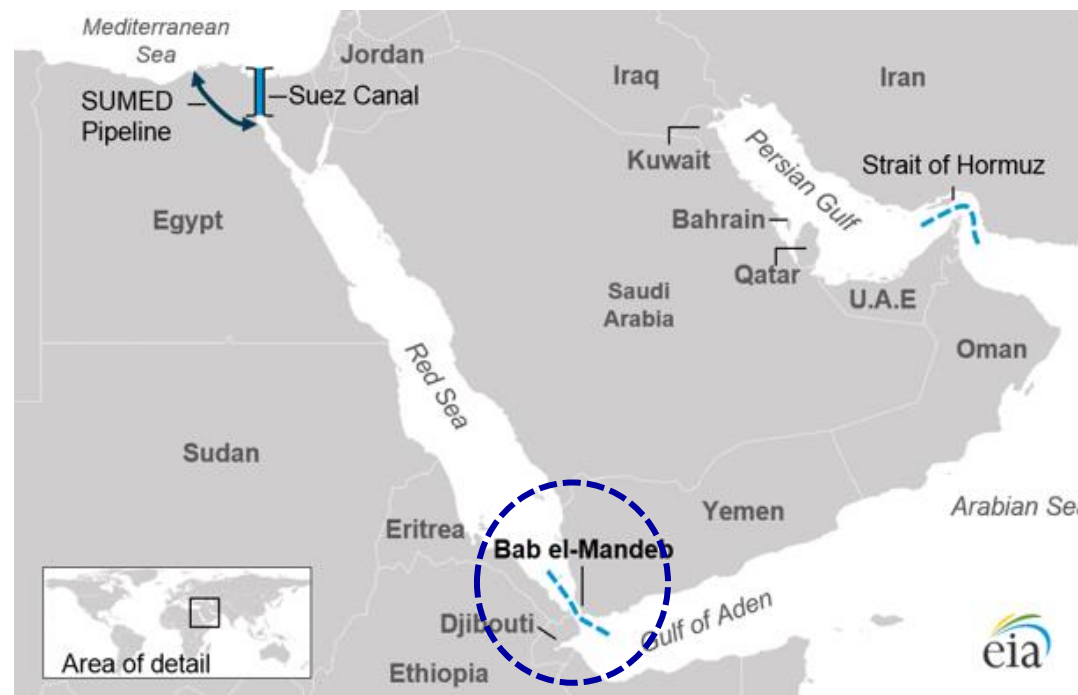 Mediterranean
Sea
Jordan
Iraq
Iran
SUMED
Pipeline
Suez Canal
Kuwait
Persian Gulf
Strait of Hormuz
Egypt
Bahrain
Qatar
Saudi
Arabia
U.A.E
Oman
Red Sea
Sudan
Yemen
Arabian Se
Eritrea
Bab el-Mandeb
Djibouti
Gulf of Aden
Ethiopia
Area of detail
eia